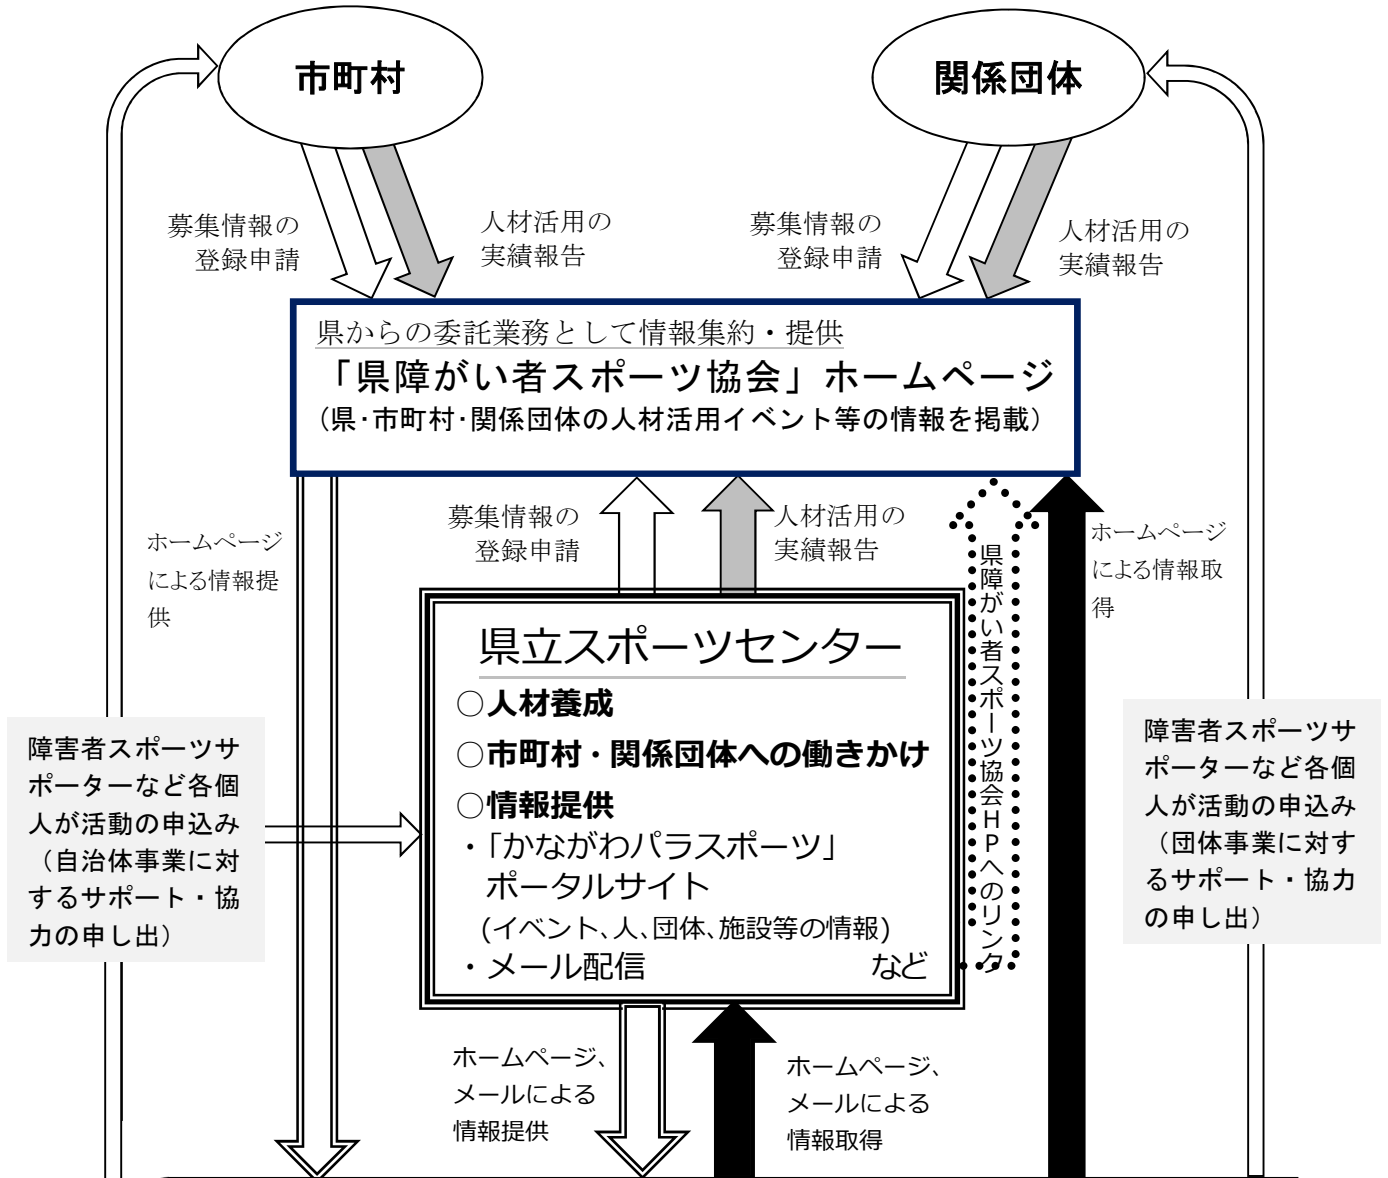 市町村
関係団体
募集情報の
登録申請
人材活用の
実績報告
募集情報の
登録申請
人材活用の
実績報告
県からの委託業務として情報集約・提供
「県障がい者スポーツ協会」ホームページ
（県･市町村･関係団体の人材活用イベント等の情報を掲載）
ホームページ
による情報提
供
募集情報の
登録申請
人材活用の
実績報告
県障がい者スポーツ協会ＨＰへのリンク
ホームページ
による情報取
得
県立スポーツセンター
○人材養成
○市町村・関係団体への働きかけ
○情報提供
・「かながわパラスポーツ」
ポータルサイト
(イベント、人、団体、施設等の情報)
・メール配信 など
障害者スポーツサ
ポーターなど各個
人が活動の申込み
（自治体事業に対
するサポート・協
力の申し出）
障害者スポーツサ
ポーターなど各個
人が活動の申込み
（団体事業に対す
るサポート・協力
の申し出）
ホームページ、
メールによる
情報提供
ホームページ、
メールによる
情報取得